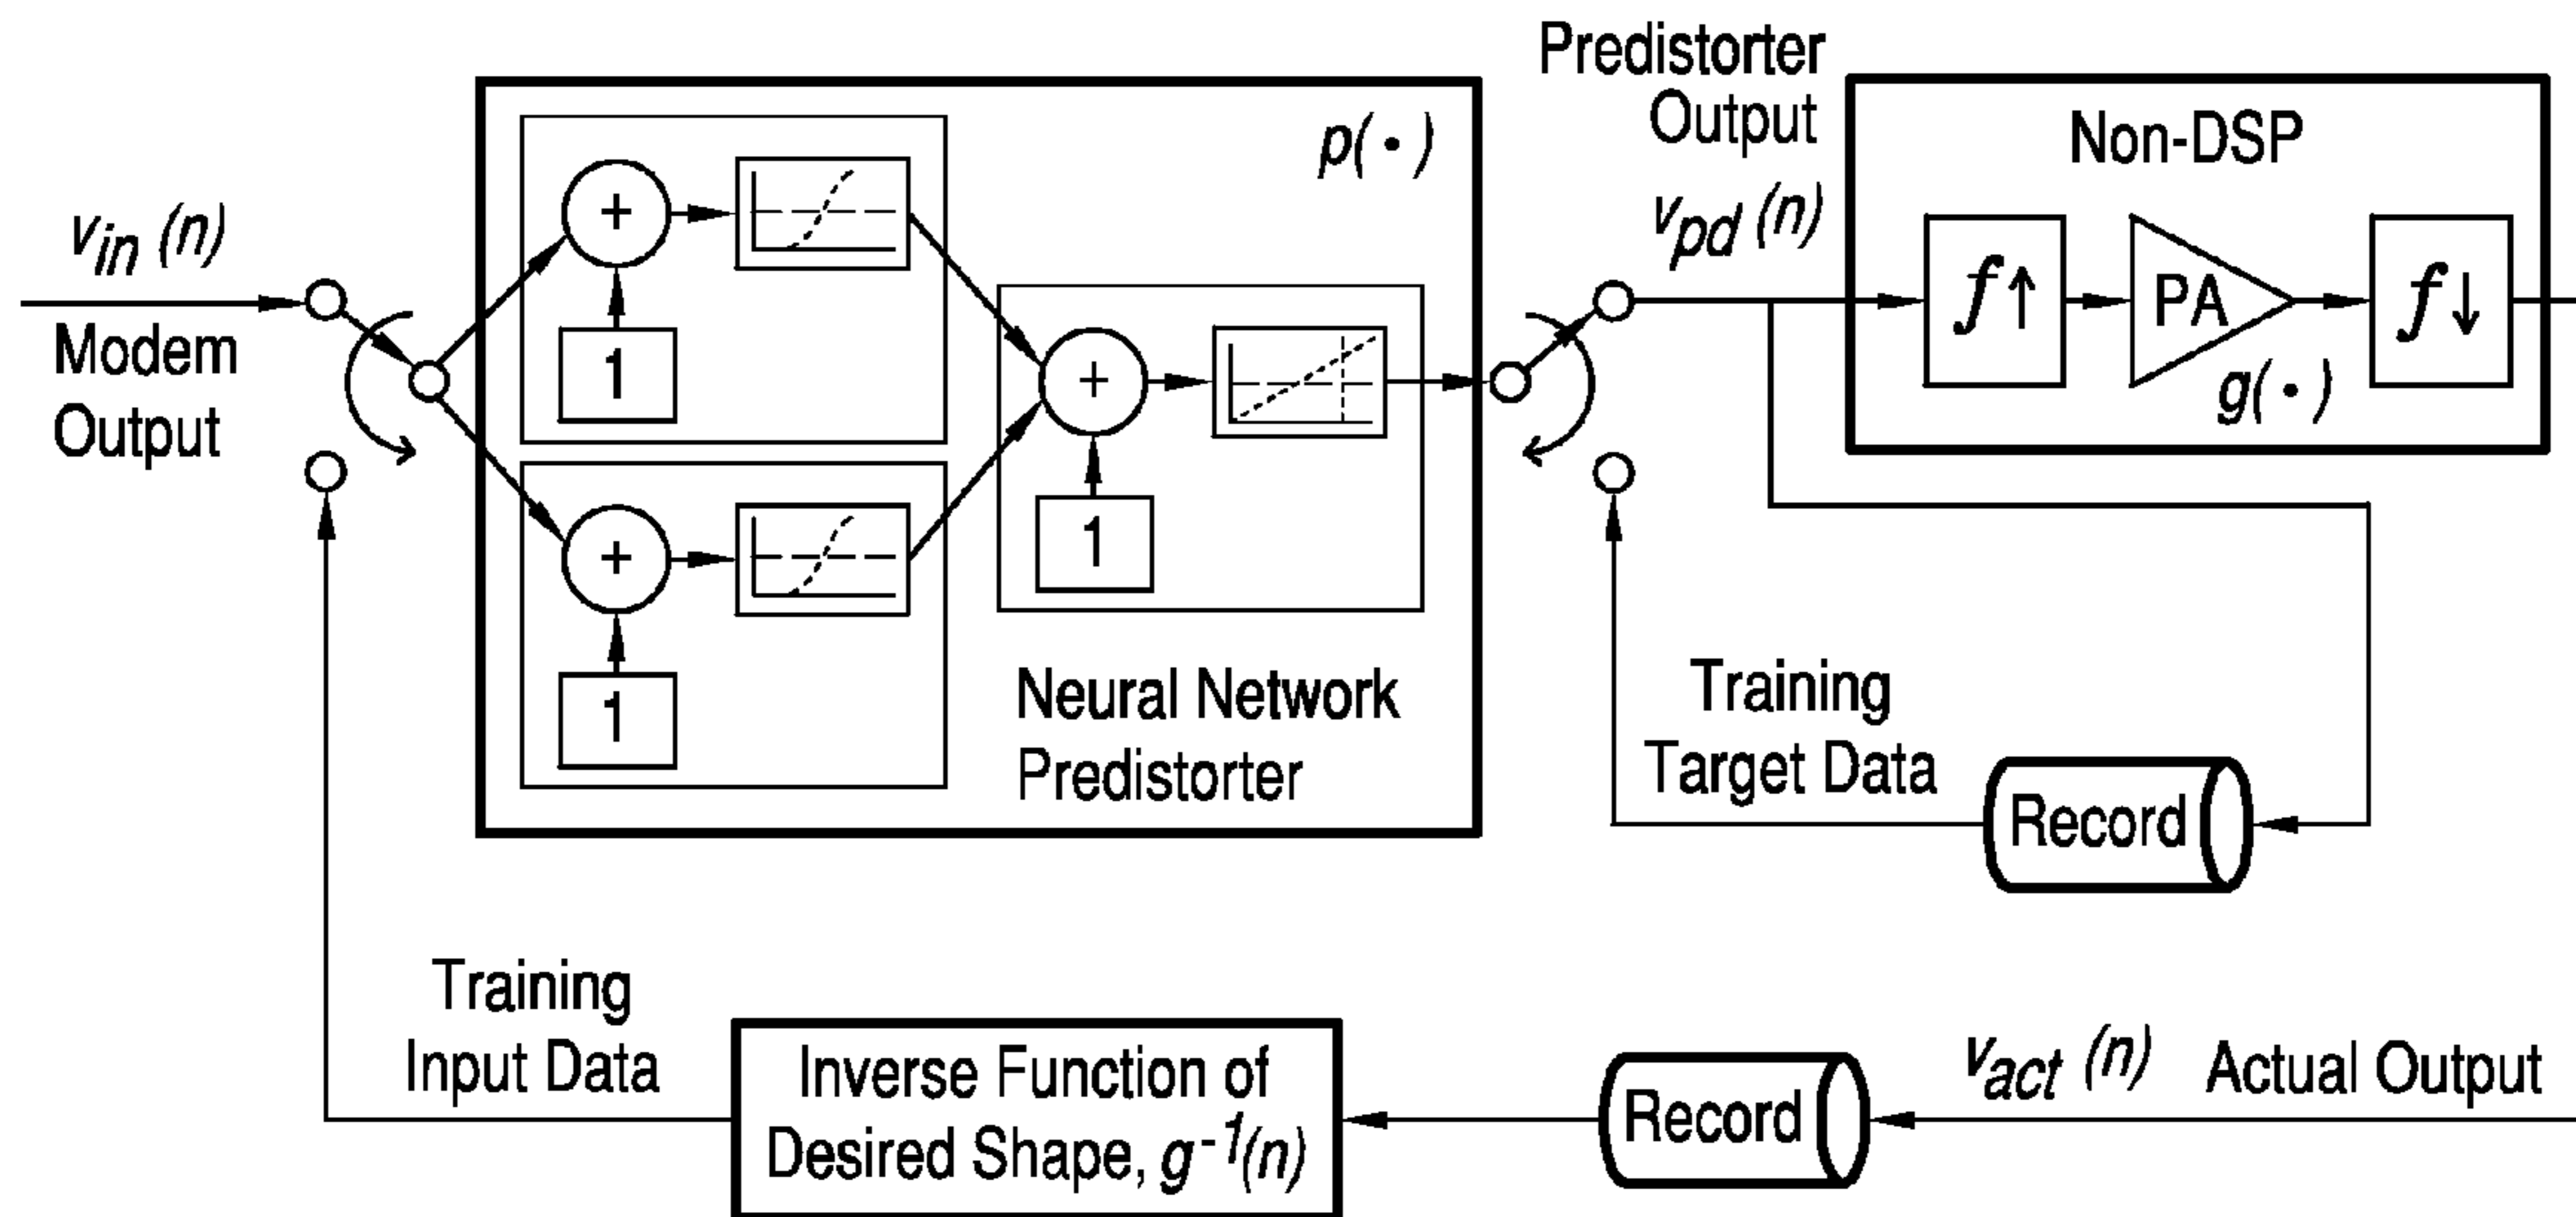 Predistorter
Output
v_pd (n)
v_in (n)
Modem
Output
p(·)
+
1
+
1
+
1
Neural Network
Predistorter
Non-DSP
f↑
PA
g(·)
f↓
Training
Target Data
Record
Training
Input Data
Inverse Function of
Desired Shape, g⁻¹(n)
Record
v_act (n) Actual Output